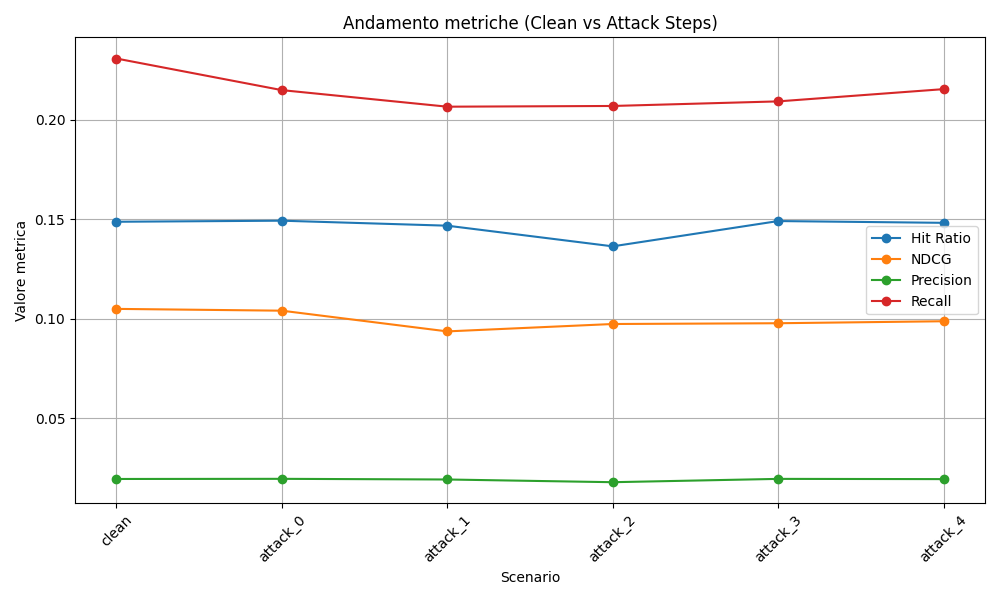 Andamento metriche (Clean vs Attack Steps)
Valore metrica
0.20
0.15
0.10
0.05
Hit Ratio
NDCG
Precision
Recall
clean
attack_0
attack_1
attack_2
attack_3
attack_4
Scenario